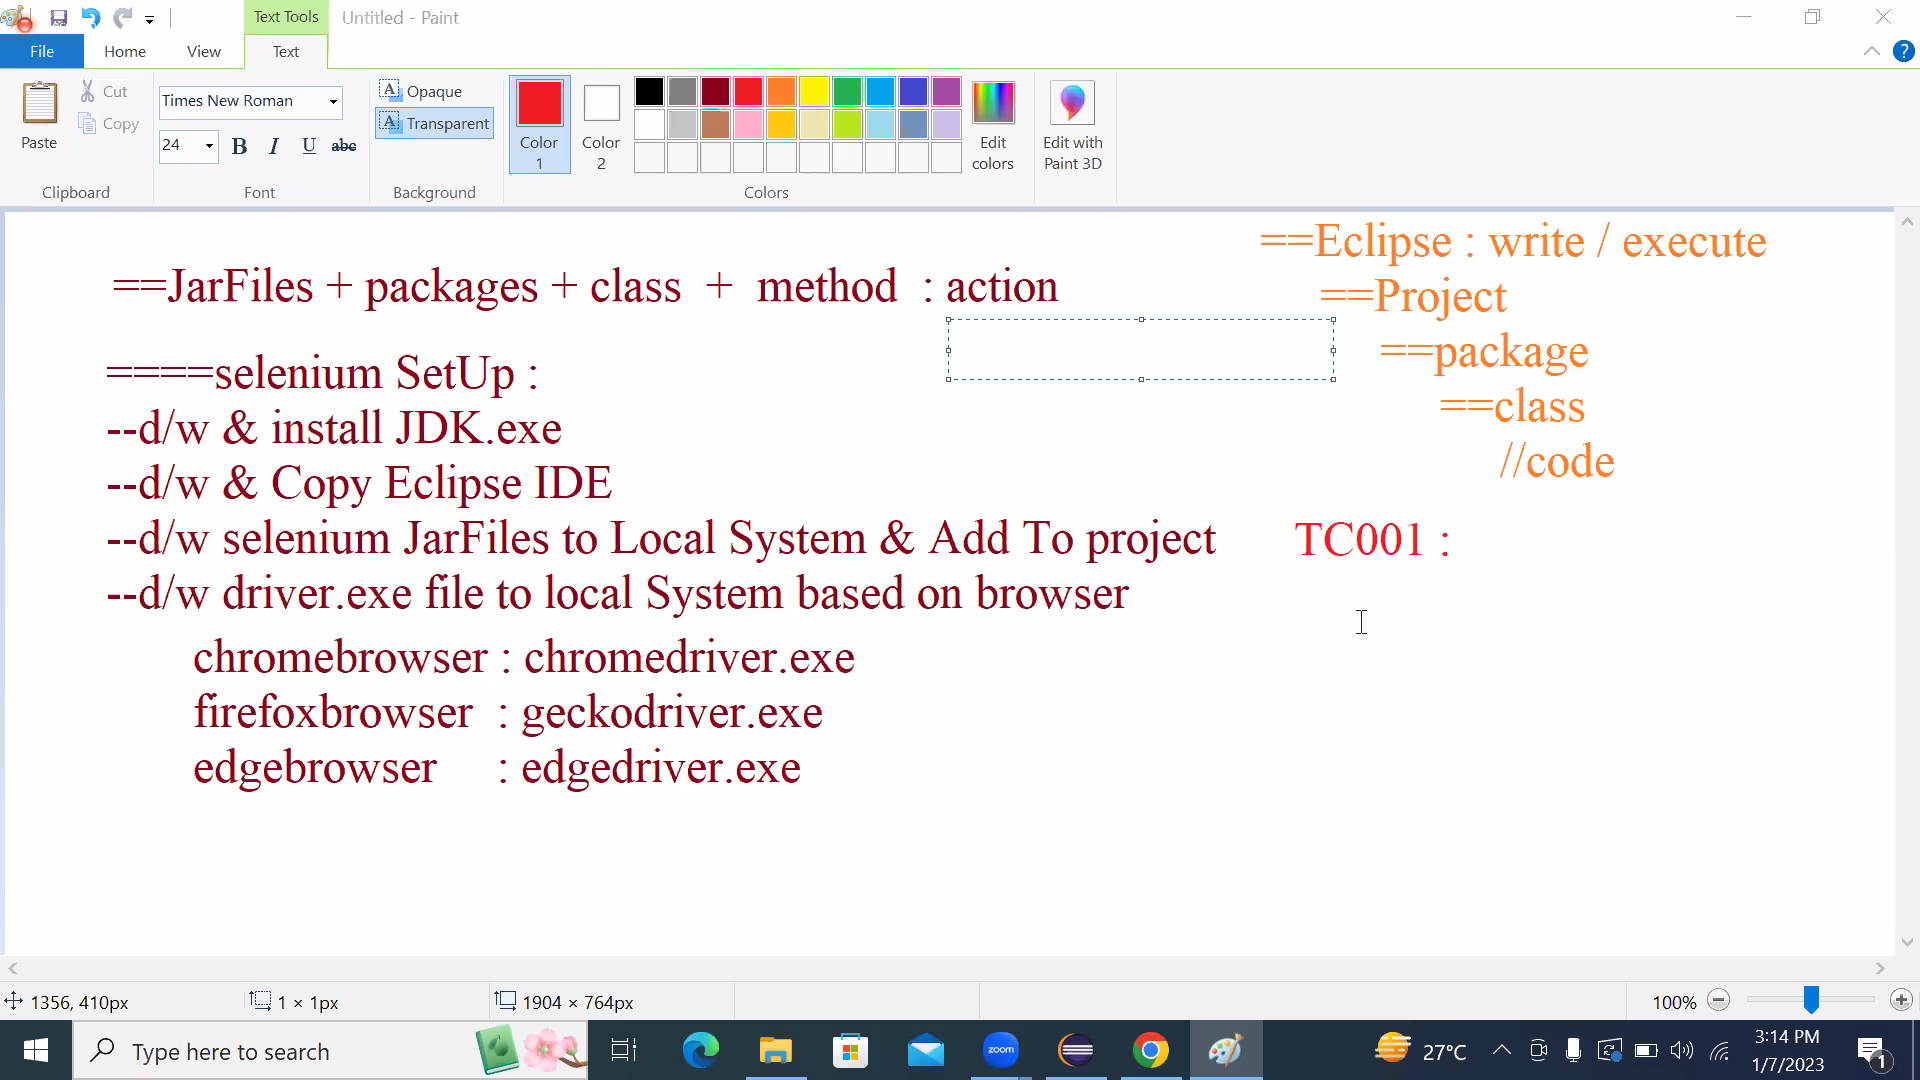 Text Tools
Untitled - Paint
File
Home
View
Text
?
Paste
Cut
Copy
Times New Roman
24
B
I
U
abc
A Opaque
A Transparent
Color 1
Color 2
Edit colors
Edit with Paint 3D
Clipboard
Font
Background
Colors
==JarFiles + packages + class + method : action
====selenium SetUp :
--d/w & install JDK.exe
--d/w & Copy Eclipse IDE
--d/w selenium JarFiles to Local System & Add To project
--d/w driver.exe file to local System based on browser
chromebrowser : chromedriver.exe
firefoxbrowser : geckodriver.exe
edgebrowser : edgedriver.exe
==Eclipse : write / execute
==Project
==package
==class
//code
TC001 :
1356, 410px
1 × 1px
1904 × 764px
100%
Type here to search
zoom
27°C
3:14 PM
1/7/2023
1